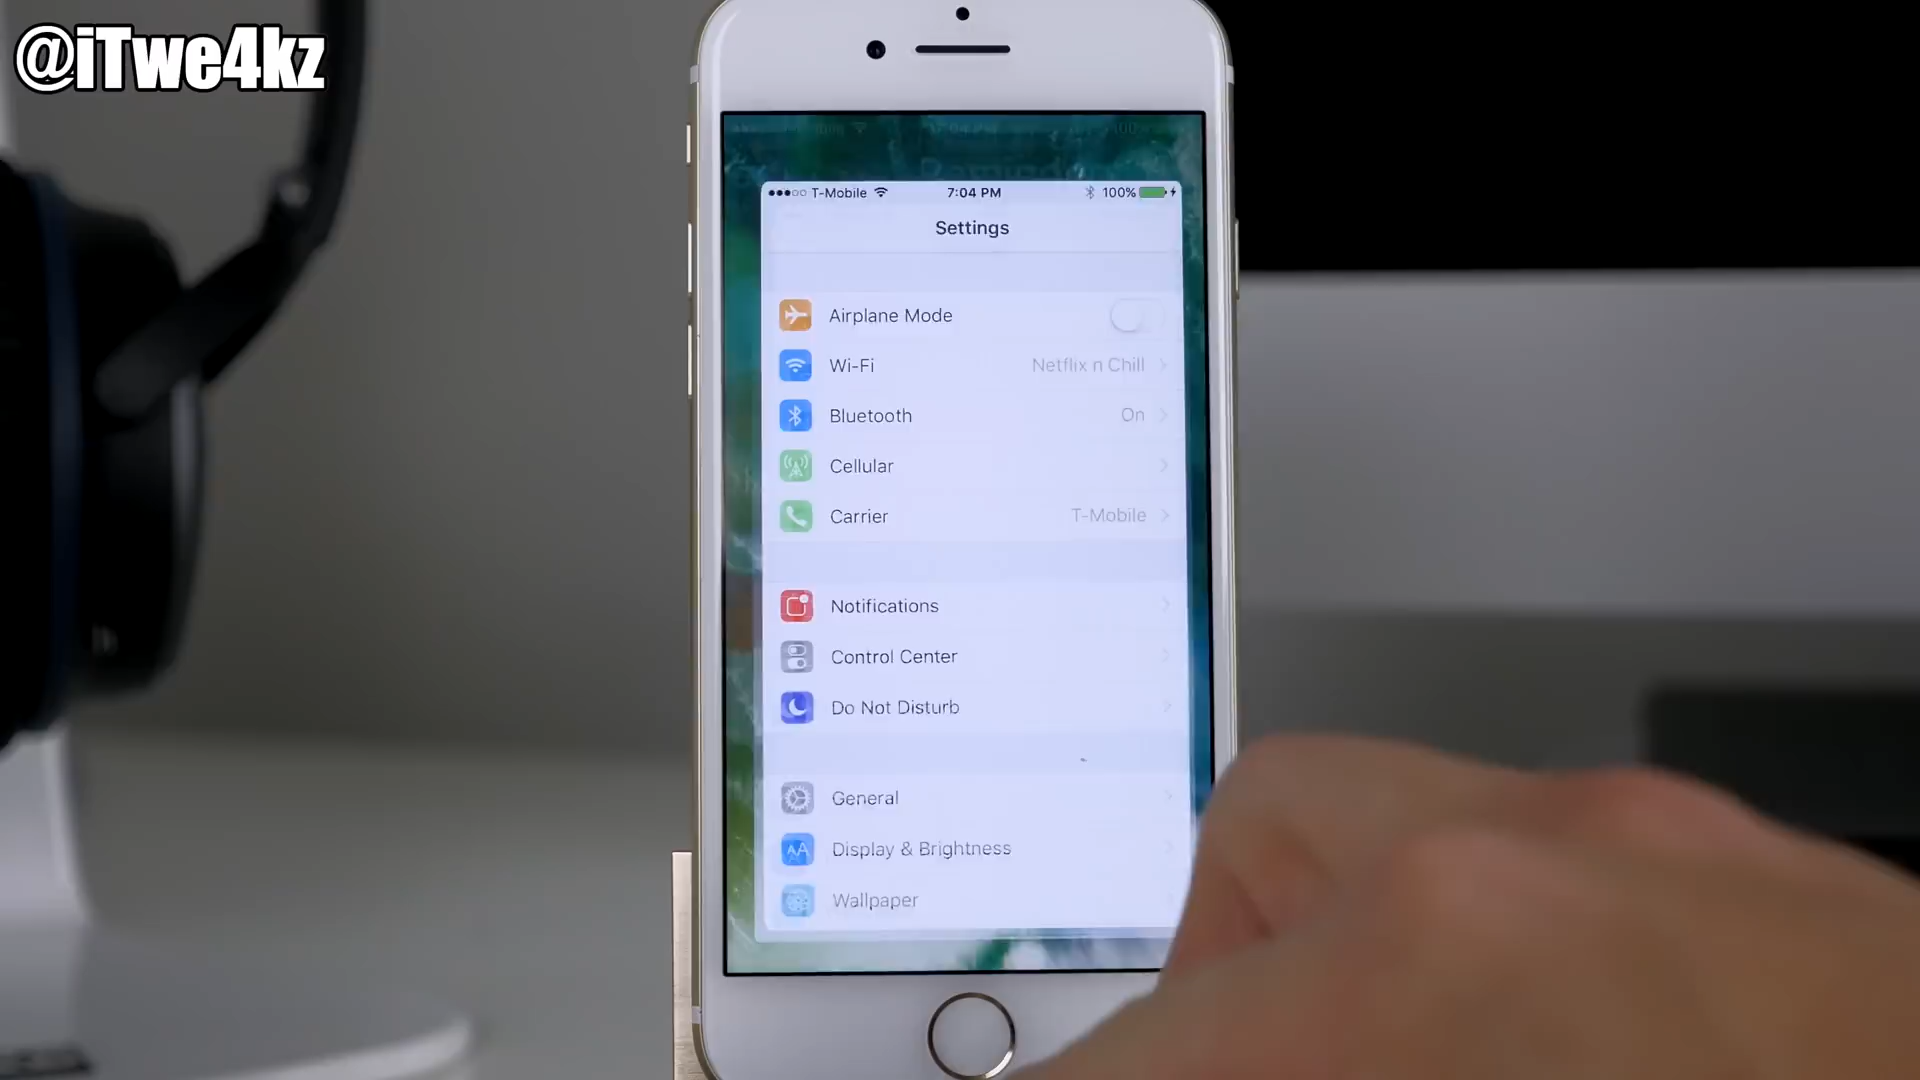 @iTwe4kz
T-Mobile 7:04 PM 100%
Settings
Airplane Mode
Wi-Fi Netflix n Chill
Bluetooth On
Cellular
Carrier T-Mobile
Notifications
Control Center
Do Not Disturb
General
AA Display & Brightness
Wallpaper